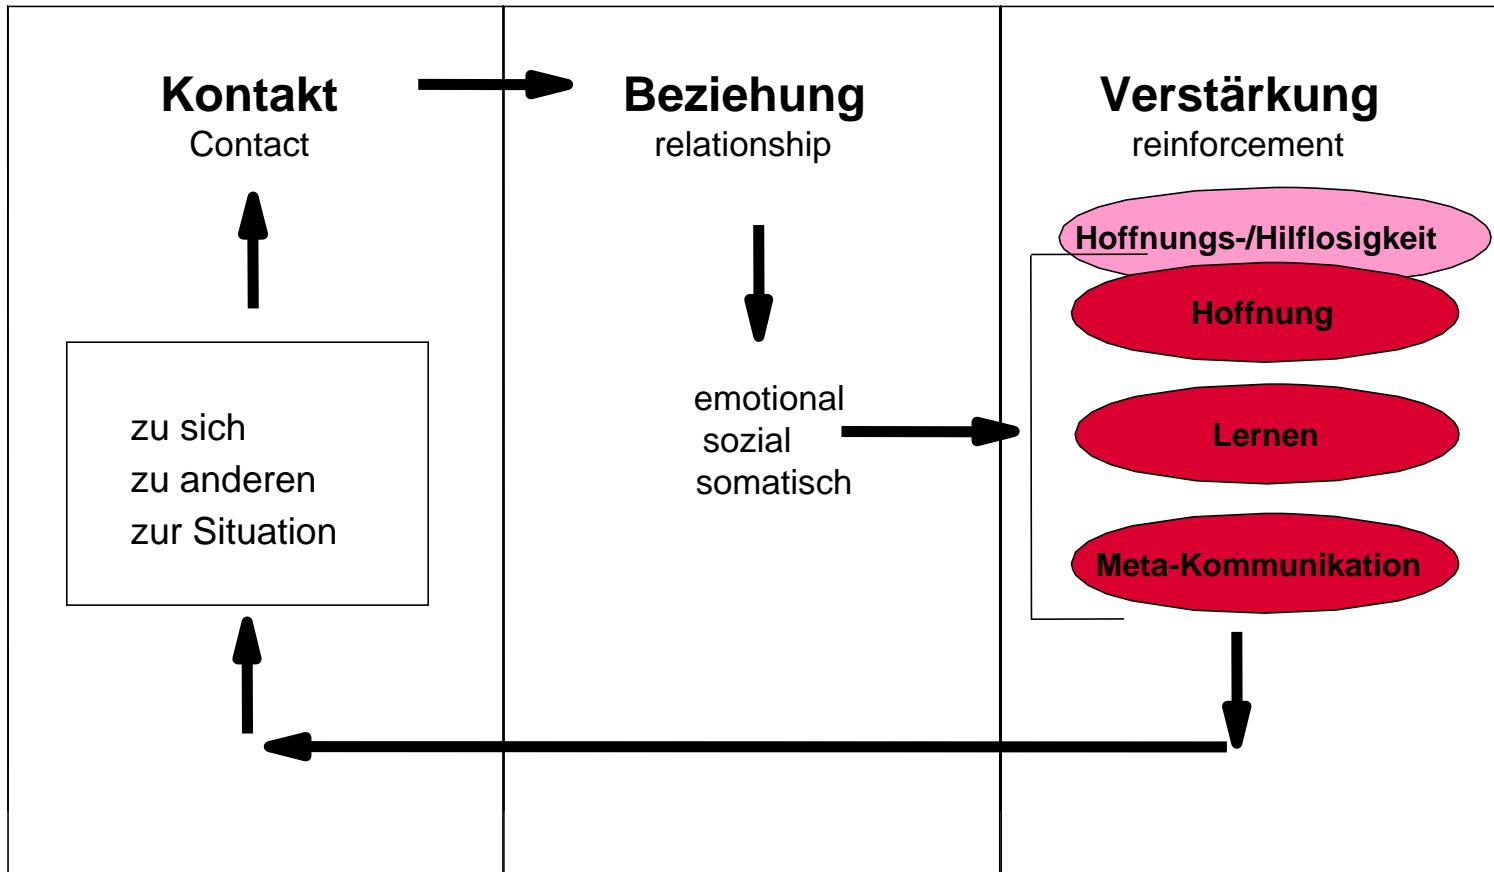 Kontakt
Contact
zu sich
zu anderen
zur Situation
Beziehung
relationship
emotional
sozial
somatisch
Verstärkung
reinforcement
Hoffnungs-/Hilflosigkeit
Hoffnung
Lernen
Meta-Kommunikation